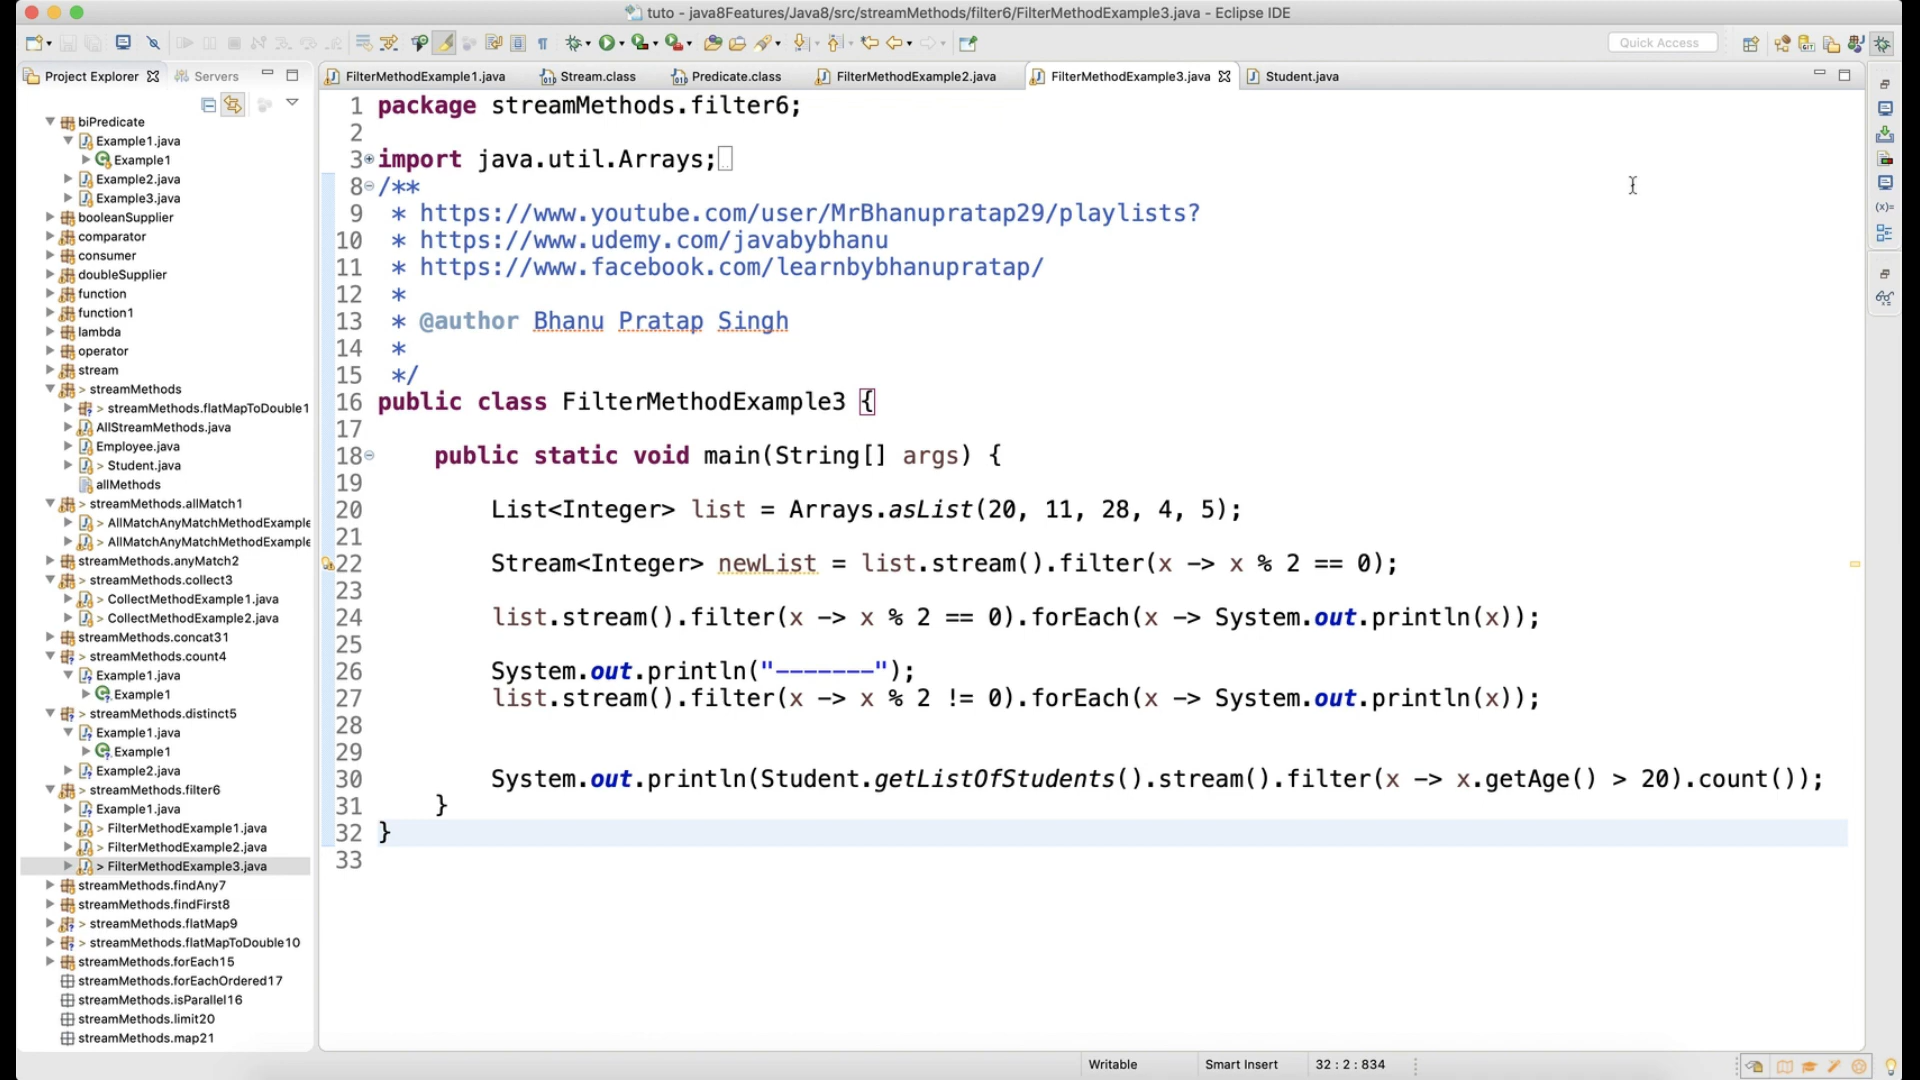 tuto - java8Features/Java8/src/streamMethods/filter6/FilterMethodExample3.java - Eclipse IDE
Quick Access
Project Explorer
Servers
FilterMethodExample1.java
Stream.class
Predicate.class
FilterMethodExample2.java
FilterMethodExample3.java
Student.java
biPredicate
Example1.java
Example1
Example2.java
Example3.java
booleanSupplier
comparator
consumer
doubleSupplier
function
function1
lambda
operator
stream
> streamMethods
> streamMethods.flatMapToDouble1
AllStreamMethods.java
Employee.java
> Student.java
allMethods
> streamMethods.allMatch1
> AllMatchAnyMatchMethodExample
> AllMatchAnyMatchMethodExample
streamMethods.anyMatch2
> streamMethods.collect3
> CollectMethodExample1.java
> CollectMethodExample2.java
streamMethods.concat31
> streamMethods.count4
Example1.java
Example1
> streamMethods.distinct5
Example1.java
Example1
Example2.java
> streamMethods.filter6
Example1.java
> FilterMethodExample1.java
> FilterMethodExample2.java
> FilterMethodExample3.java
streamMethods.findAny7
streamMethods.findFirst8
> streamMethods.flatMap9
> streamMethods.flatMapToDouble10
streamMethods.forEach15
streamMethods.forEachOrdered17
streamMethods.isParallel16
streamMethods.limit20
streamMethods.map21
1 package streamMethods.filter6;
2
3 import java.util.Arrays;
8 /**
9 * https://www.youtube.com/user/MrBhanupratap29/playlists?
10 * https://www.udemy.com/javabybhanu
11 * https://www.facebook.com/learnbybhanupratap/
12 *
13 * @author Bhanu Pratap Singh
14 *
15 */
16 public class FilterMethodExample3 {
17
18 public static void main(String[] args) {
19
20 List<Integer> list = Arrays.asList(20, 11, 28, 4, 5);
21
22 Stream<Integer> newList = list.stream().filter(x -> x % 2 == 0);
23
24 list.stream().filter(x -> x % 2 == 0).forEach(x -> System.out.println(x));
25
26 System.out.println("-------");
27 list.stream().filter(x -> x % 2 != 0).forEach(x -> System.out.println(x));
28
29
30 System.out.println(Student.getListOfStudents().stream().filter(x -> x.getAge() > 20).count());
31 }
32 }
33
(x)=
Writable
Smart Insert
32 : 2 : 834